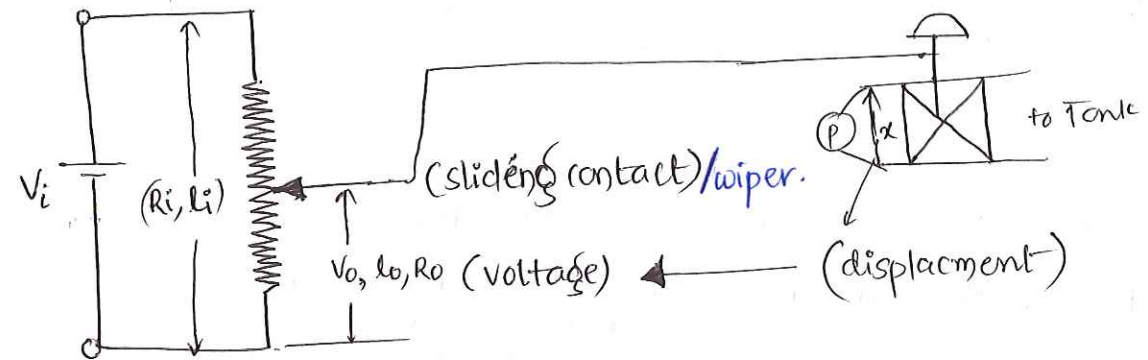 P
x
to Tank
Vi
(Ri, li)
(sliding contact)/wiper.
Vo, lo, Ro (voltage)
(displacment)